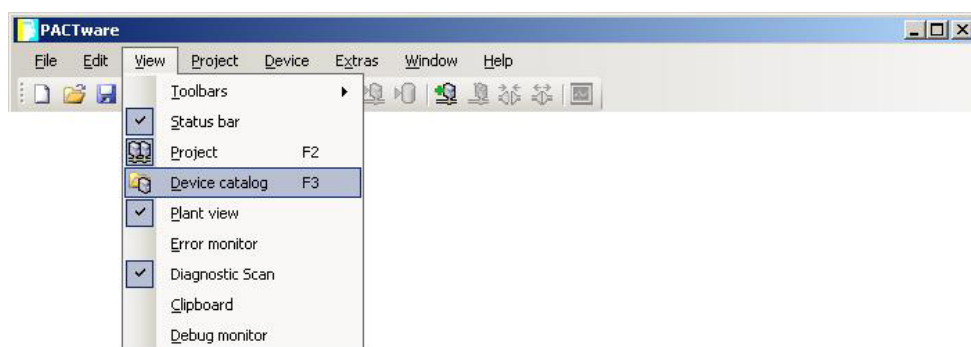 PACTware
File Edit View Project Device Extras Window Help
Toolbars
Status bar
Project F2
Device catalog F3
Plant view
Error monitor
Diagnostic Scan
Clipboard
Debug monitor